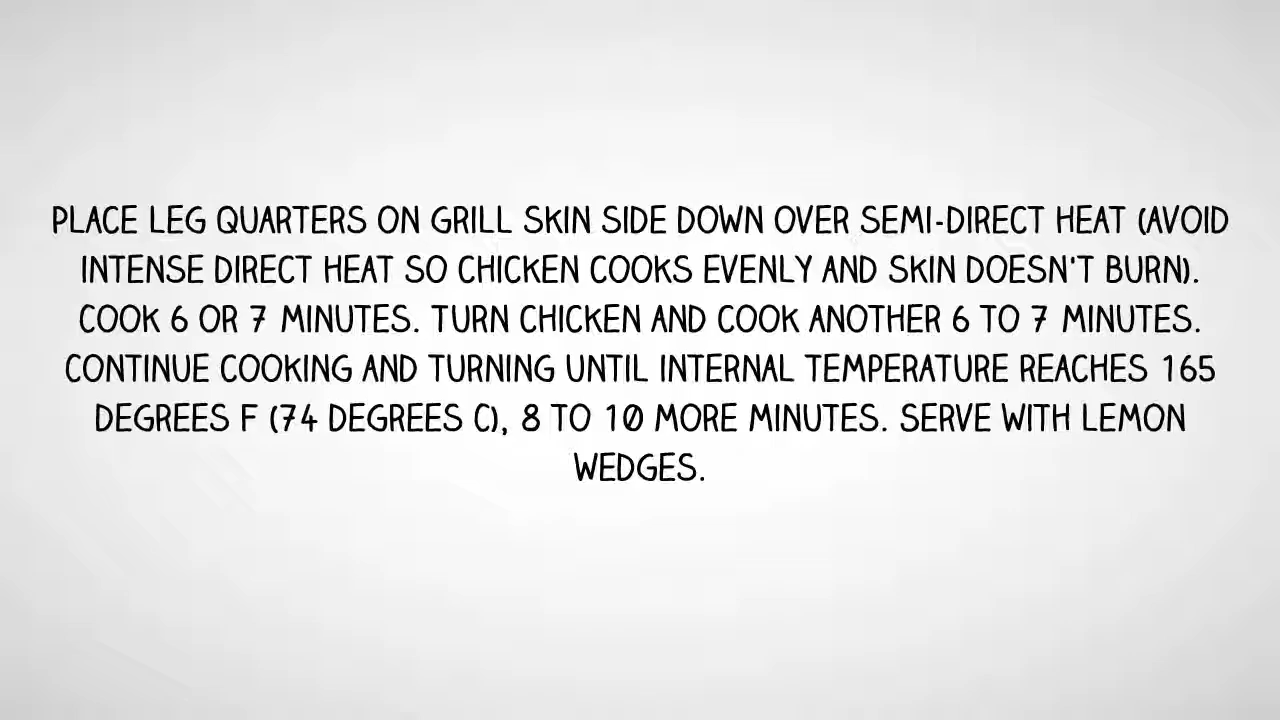 PLACE LEG QUARTERS ON GRILL SKIN SIDE DOWN OVER SEMI-DIRECT HEAT (AVOID
INTENSE DIRECT HEAT SO CHICKEN COOKS EVENLY AND SKIN DOESN'T BURN).
COOK 6 OR 7 MINUTES. TURN CHICKEN AND COOK ANOTHER 6 TO 7 MINUTES.
CONTINUE COOKING AND TURNING UNTIL INTERNAL TEMPERATURE REACHES 165
DEGREES F (74 DEGREES C), 8 TO 10 MORE MINUTES. SERVE WITH LEMON
WEDGES.